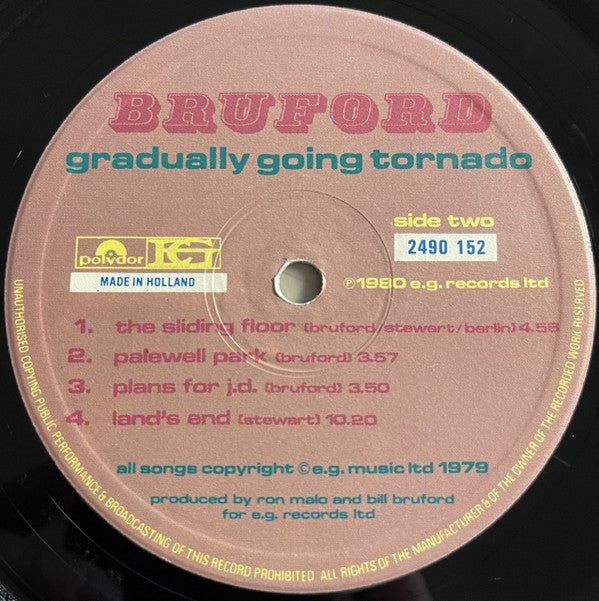 BRUFORD
gradually going tornado
side two
2490 152
polydor EG
MADE IN HOLLAND
℗ 1980 e.g. records ltd
1. the sliding floor (bruford/stewart/berlin) 4.58
2. palewell park (bruford) 3.57
3. plans for j.d. (bruford) 3.50
4. land's end (stewart) 10.20
all songs copyright © e.g. music ltd 1979
produced by ron malo and bill bruford
for e.g. records ltd
UNAUTHORISED COPYING PUBLIC PERFORMANCE & BROADCASTING OF THIS RECORD PROHIBITED ALL RIGHTS OF THE MANUFACTURER & OF THE OWNER OF THE RECORDED WORK RESERVED